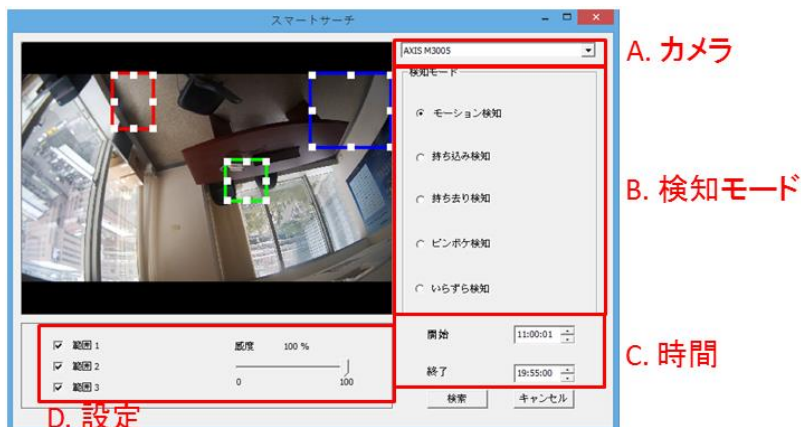 スマートサーチ
AXIS M3005
A. カメラ
検知モード
モーション検知
持ち込み検知
持ち去り検知
ピンボケ検知
いらずら検知
B. 検知モード
開始 11:00:01
終了 19:55:00
C. 時間
検索 キャンセル
範囲 1
範囲 2
範囲 3
感度 100 %
0 100
D. 設定